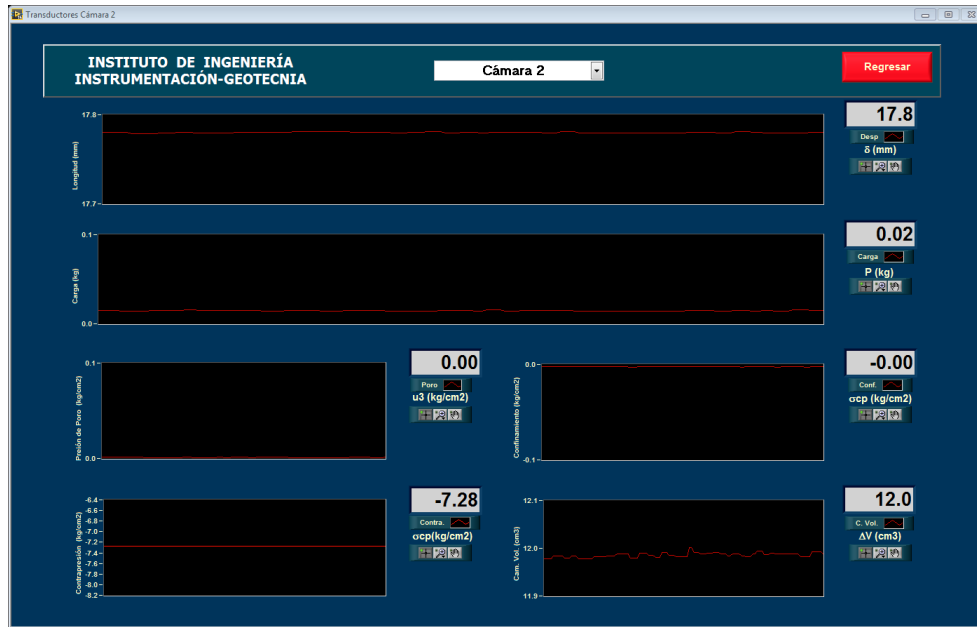 Transductores Cámara 2
INSTITUTO DE INGENIERÍA
INSTRUMENTACIÓN-GEOTECNIA
Cámara 2
Regresar
17.8
17.7
Longitud (mm)
17.8
Desp
δ (mm)
0.1
0.0
Carga (kg)
0.02
Carga
P (kg)
0.1
0.0
Presión de Poro (kg/cm2)
0.00
Poro
u3 (kg/cm2)
0.0
-0.1
Confinamiento (kg/cm2)
-0.00
Conf.
σcp (kg/cm2)
-6.4
-6.6
-6.8
-7.0
-7.2
-7.4
-7.6
-7.8
-8.0
-8.2
Contrapresión (kg/cm2)
-7.28
Contra.
σcp(kg/cm2)
12.1
12.0
11.9
Cam. Vol. (cm3)
12.0
C. Vol.
ΔV (cm3)